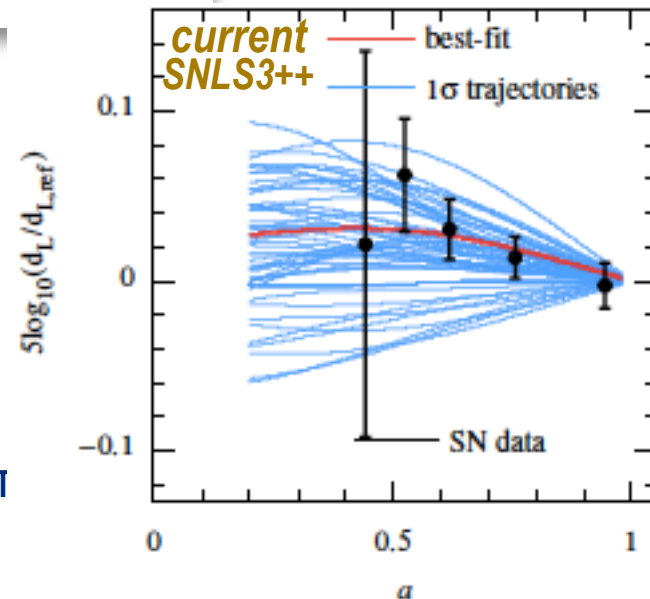 current
SNLS3++
best-fit
1σ trajectories
0.1
0
−0.1
5log10(dL/dL,ref)
SN data
0
0.5
1
a